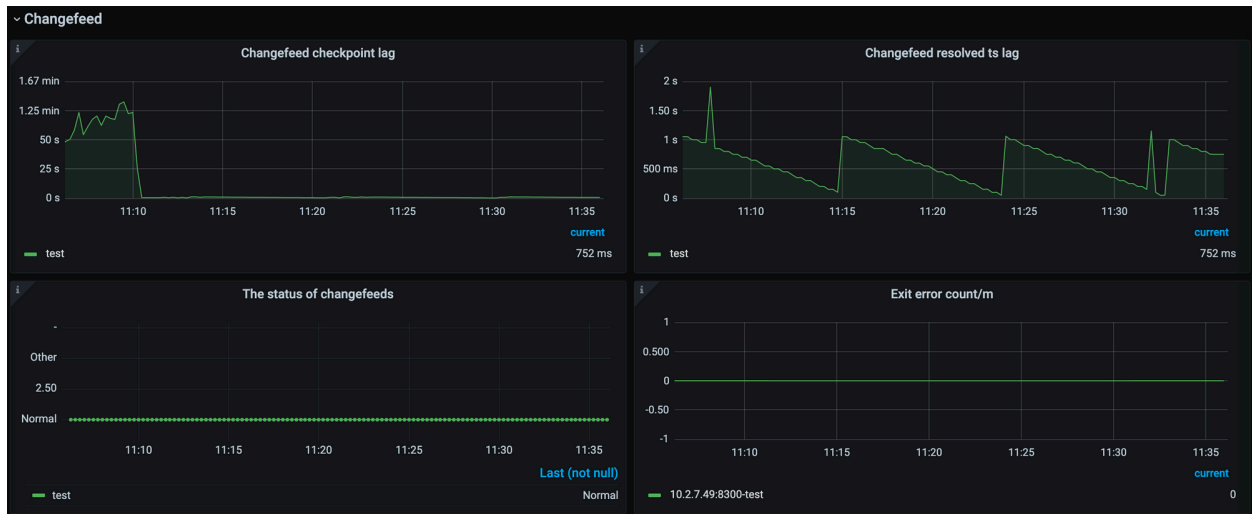 Changefeed
i
Changefeed checkpoint lag
1.67 min
1.25 min
50 s
25 s
0 s
11:10 11:15 11:20 11:25 11:30 11:35
current
test 752 ms
i
Changefeed resolved ts lag
2 s
1.50 s
1 s
500 ms
0 s
11:10 11:15 11:20 11:25 11:30 11:35
current
test 752 ms
i
The status of changefeeds
-
Other
2.50
Normal
11:10 11:15 11:20 11:25 11:30 11:35
Last (not null)
test Normal
i
Exit error count/m
1
0.500
0
-0.50
-1
11:10 11:15 11:20 11:25 11:30 11:35
current
10.2.7.49:8300-test 0